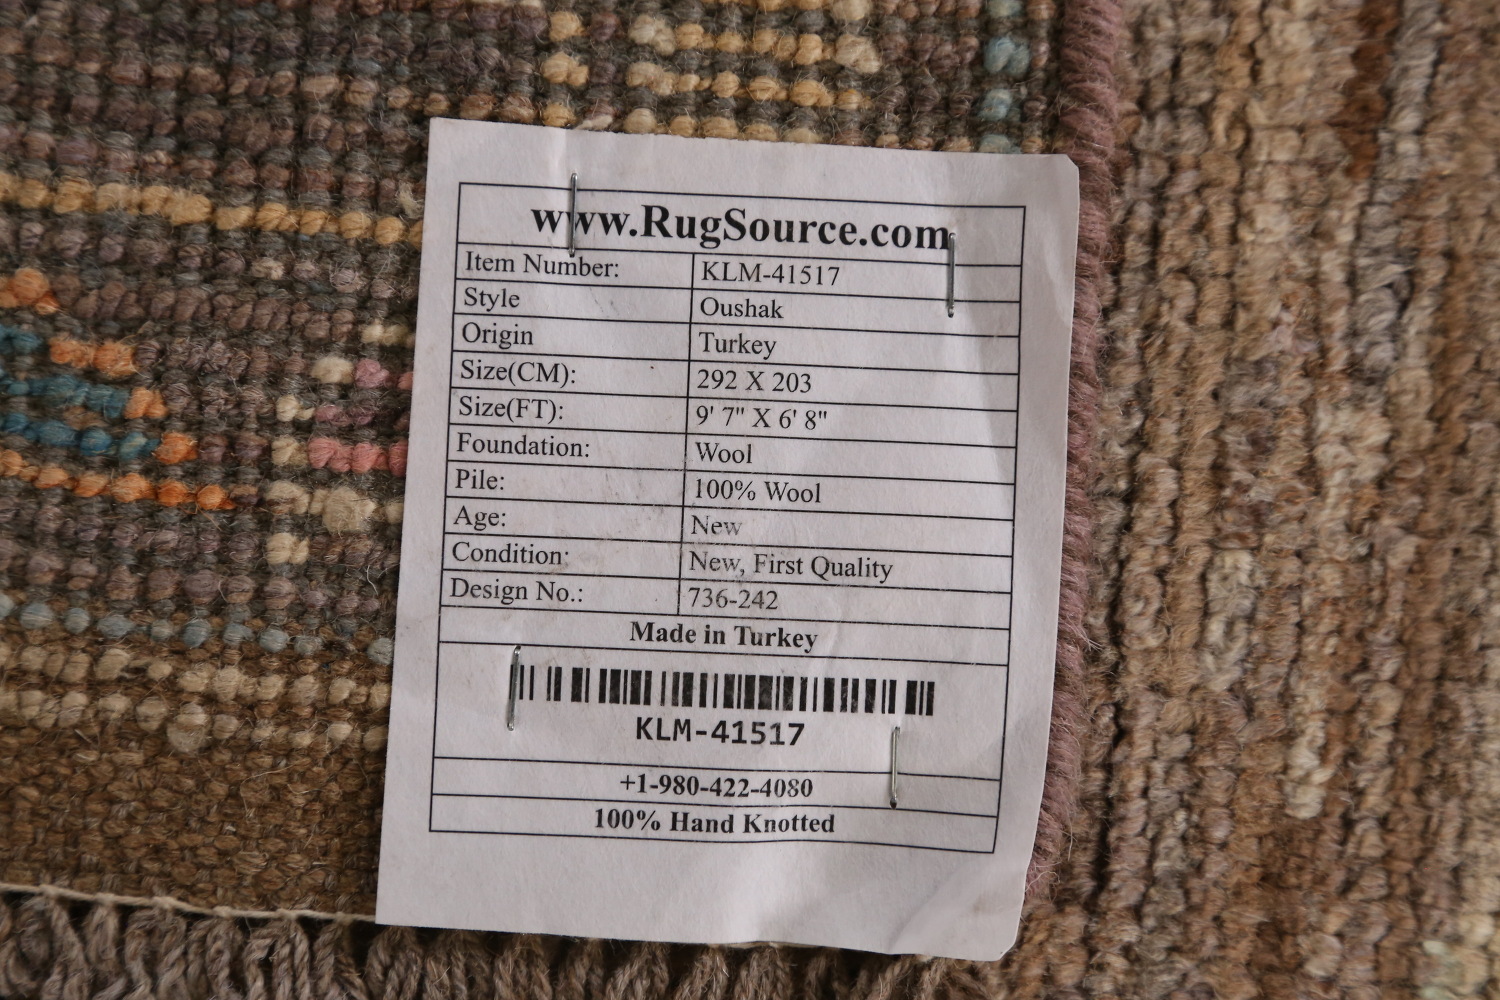 www.RugSource.com
Item Number: KLM-41517
Style Oushak
Origin Turkey
Size(CM): 292 X 203
Size(FT): 9' 7" X 6' 8"
Foundation: Wool
Pile: 100% Wool
Age: New
Condition: New, First Quality
Design No.: 736-242
Made in Turkey
KLM-41517
+1-980-422-4080
100% Hand Knotted